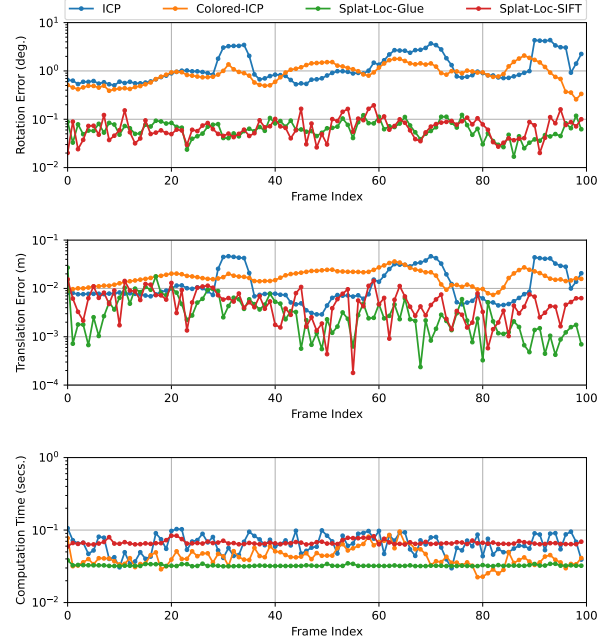 ICP Colored-ICP Splat-Loc-Glue Splat-Loc-SIFT
Rotation Error (deg.)
10^1
10^0
10^-1
10^-2
0 20 40 60 80 100
Frame Index
Translation Error (m)
10^-1
10^-2
10^-3
10^-4
0 20 40 60 80 100
Frame Index
Computation Time (secs.)
10^0
10^-1
10^-2
0 20 40 60 80 100
Frame Index